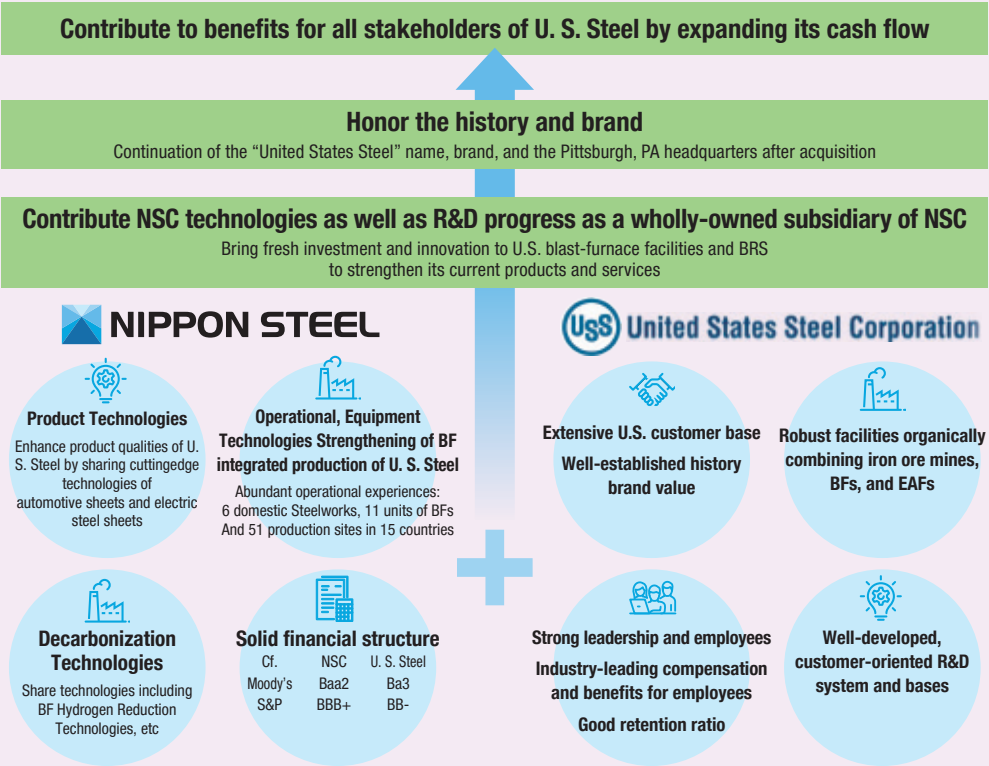 Contribute to benefits for all stakeholders of U. S. Steel by expanding its cash flow
Honor the history and brand
Continuation of the “United States Steel” name, brand, and the Pittsburgh, PA headquarters after acquisition
Contribute NSC technologies as well as R&D progress as a wholly-owned subsidiary of NSC
Bring fresh investment and innovation to U.S. blast-furnace facilities and BRS
to strengthen its current products and services
NIPPON STEEL
Product Technologies
Enhance product qualities of U.
S. Steel by sharing cuttingedge
technologies of
automotive sheets and electric
steel sheets
Operational, Equipment
Technologies Strengthening of BF
integrated production of U. S. Steel
Abundant operational experiences:
6 domestic Steelworks, 11 units of BFs
And 51 production sites in 15 countries
Decarbonization
Technologies
Share technologies including
BF Hydrogen Reduction
Technologies, etc
Solid financial structure
Cf. NSC U. S. Steel
Moody's Baa2 Ba3
S&P BBB+ BB-
USS United States Steel Corporation
Extensive U.S. customer base
Well-established history
brand value
Robust facilities organically
combining iron ore mines,
BFs, and EAFs
Strong leadership and employees
Industry-leading compensation
and benefits for employees
Good retention ratio
Well-developed,
customer-oriented R&D
system and bases